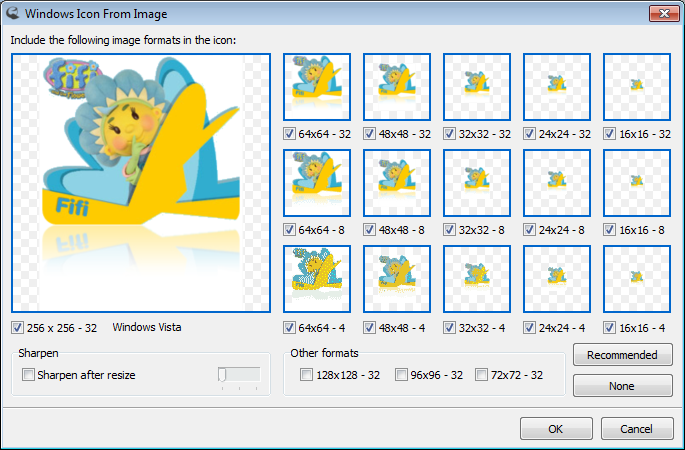 Windows Icon From Image
Include the following image formats in the icon:
fifi
Fifi
64x64 - 32 48x48 - 32 32x32 - 32 24x24 - 32 16x16 - 32
64x64 - 8 48x48 - 8 32x32 - 8 24x24 - 8 16x16 - 8
256 x 256 - 32 Windows Vista 64x64 - 4 48x48 - 4 32x32 - 4 24x24 - 4 16x16 - 4
Sharpen
Sharpen after resize
Other formats
128x128 - 32 96x96 - 32 72x72 - 32
Recommended
None
OK Cancel